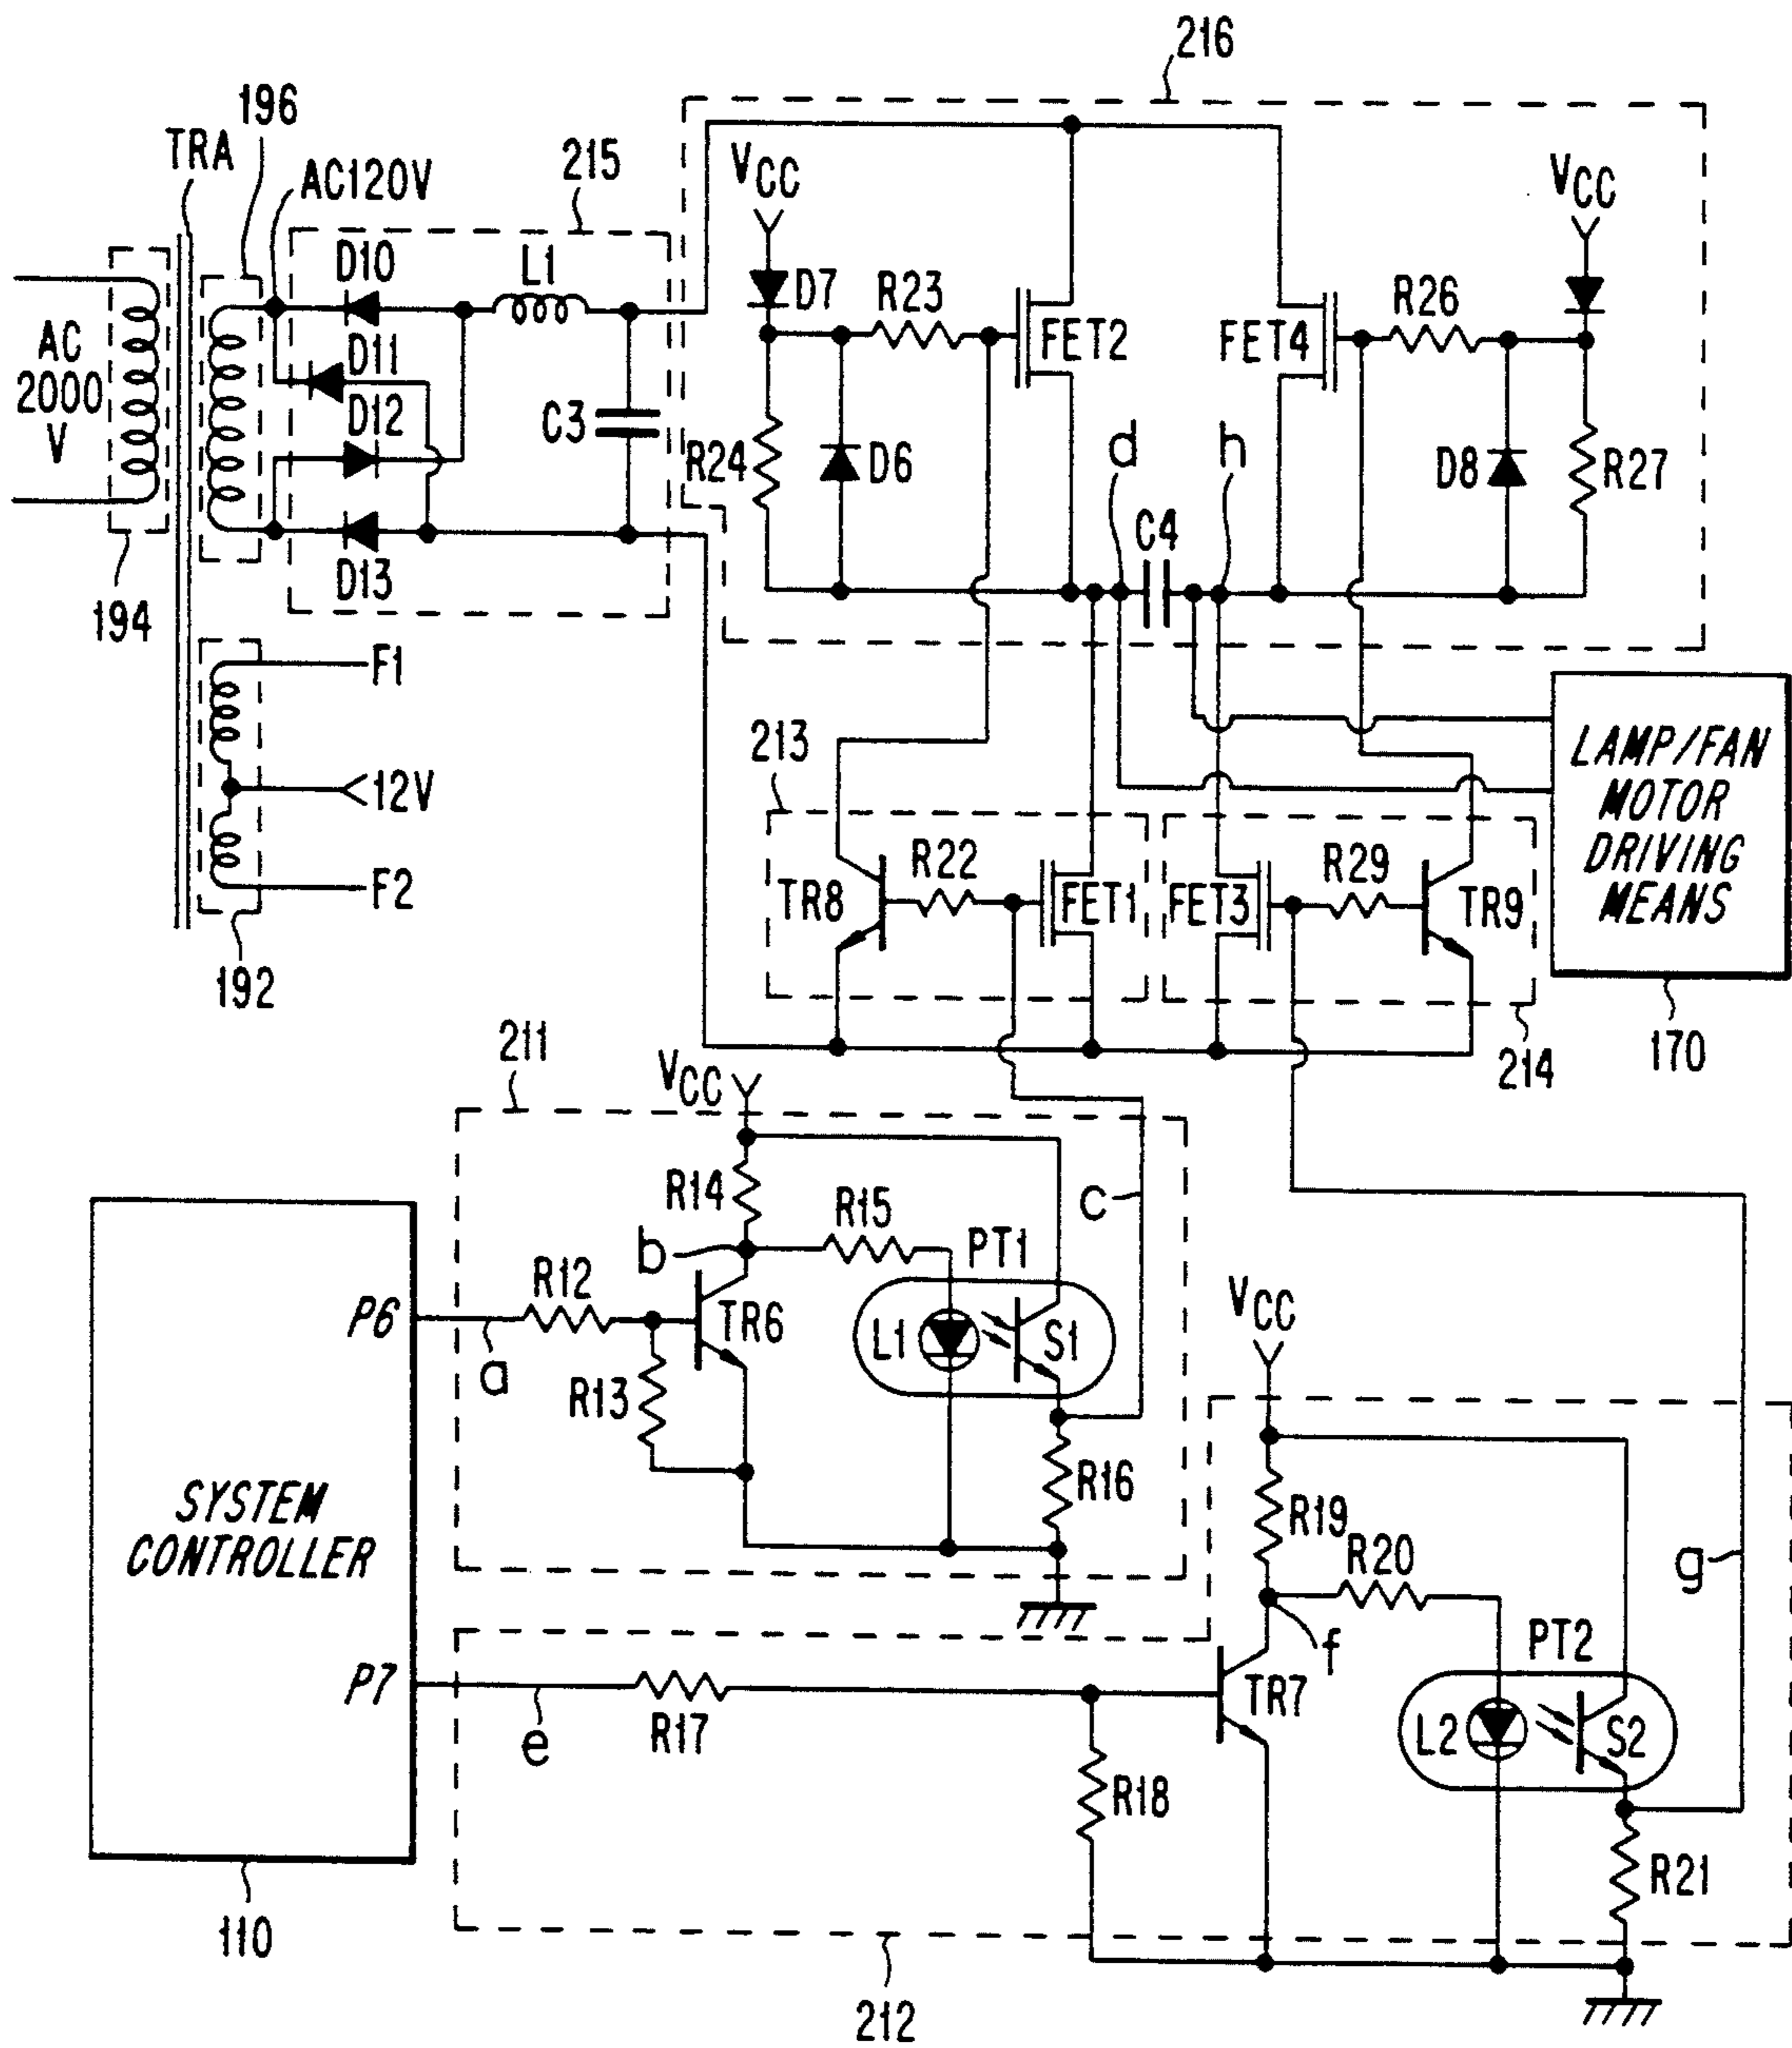 216
196
TRA
AC120V
215
VCC
VCC
D10
L1
D7
R23
R26
FET2
FET4
AC
2000
V
D11
D12
C3
R24
D6
d
h
D8
R27
C4
D13
194
F1
12V
F2
192
213
LAMP/FAN
MOTOR
DRIVING
MEANS
R22
R29
TR8
FET1
FET3
TR9
211
214
170
VCC
R14
R15
c
b
PT1
R12
P6
TR6
L1
S1
VCC
a
R13
R16
SYSTEM
CONTROLLER
R19
R20
g
f
PT2
P7
TR7
R17
e
L2
S2
R18
R21
110
212